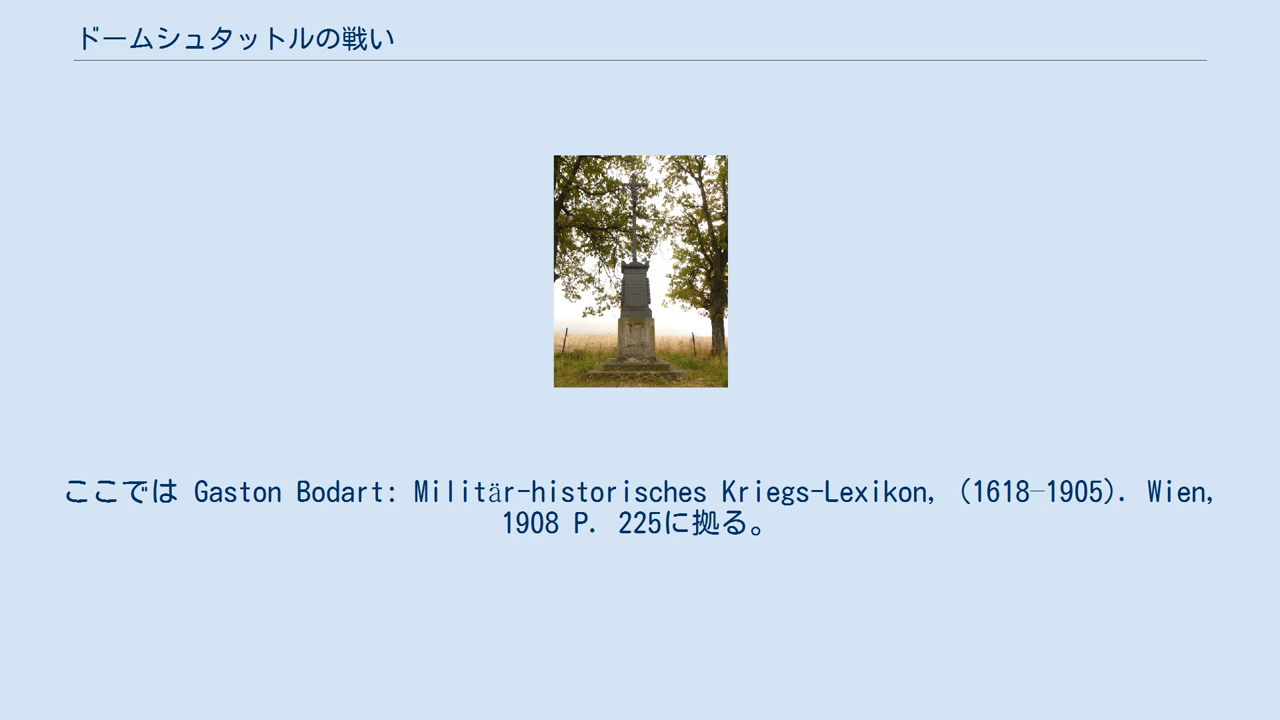 ドームシュタットルの戦い
ここでは Gaston Bodart: Militär-historisches Kriegs-Lexikon, (1618–1905). Wien,
1908 P. 225に拠る。